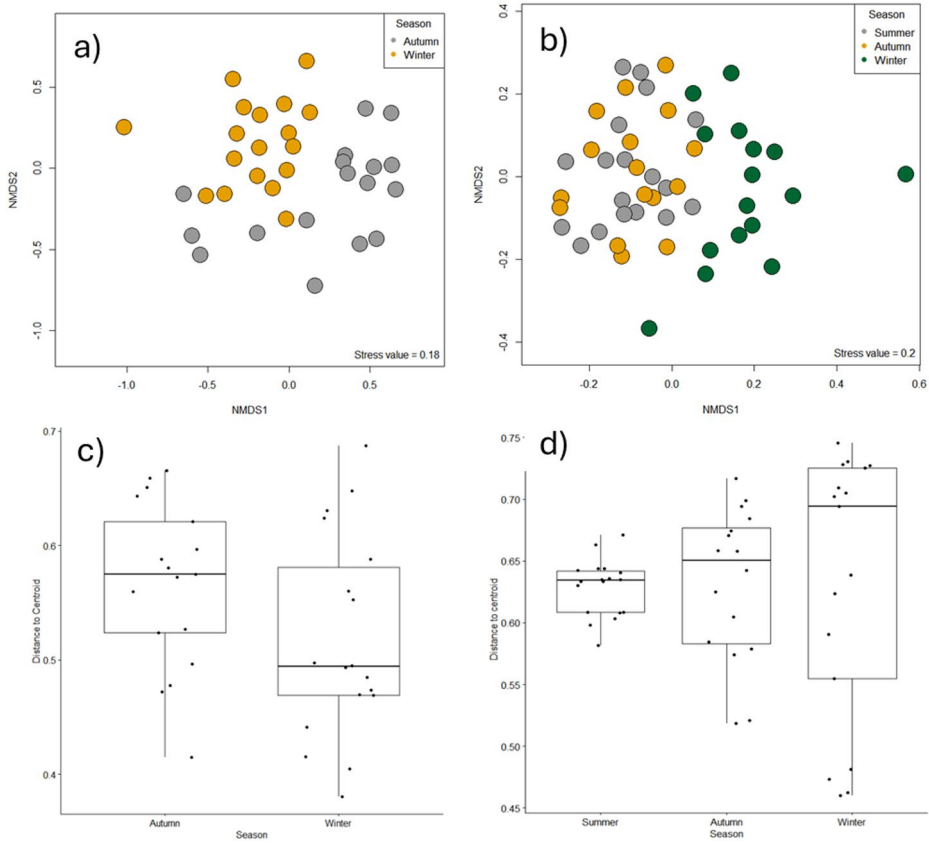 a)
Season
Autumn
Winter
NMDS2
0.5
0.0
-0.5
-1.0
Stress value = 0.18
-1.0 -0.5 0.0 0.5
NMDS1
b)
Season
Summer
Autumn
Winter
NMDS2
0.4
0.2
0.0
-0.2
-0.4
Stress value = 0.2
-0.2 0.0 0.2 0.4 0.6
NMDS1
c)
Distance to Centroid
0.7
0.6
0.5
0.4
Autumn Winter
Season
d)
Distance to centroid
0.75
0.70
0.65
0.60
0.55
0.50
0.45
Summer Autumn Winter
Season